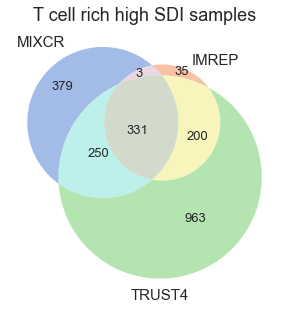 T cell rich high SDI samples
MIXCR
IMREP
3
35
379
331
200
250
963
TRUST4